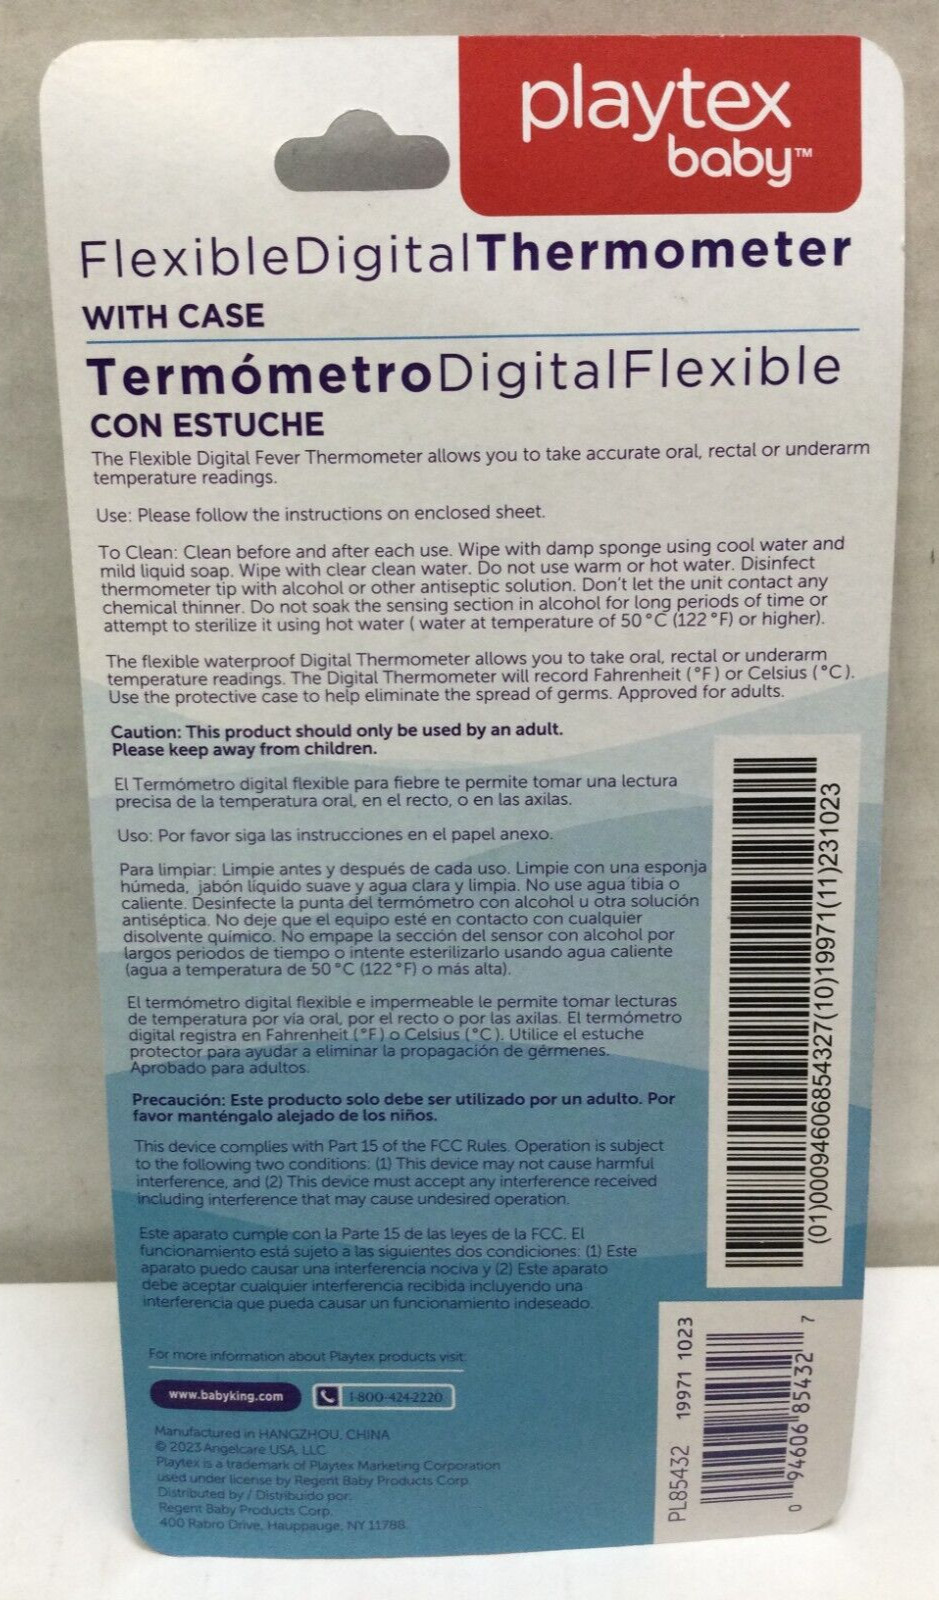 playtex
baby™
FlexibleDigitalThermometer
WITH CASE
TermómetroDigitalFlexible
CON ESTUCHE
The Flexible Digital Fever Thermometer allows you to take accurate oral, rectal or underarm
temperature readings.
Use: Please follow the instructions on enclosed sheet.
To Clean: Clean before and after each use. Wipe with damp sponge using cool water and
mild liquid soap. Wipe with clear clean water. Do not use warm or hot water. Disinfect
thermometer tip with alcohol or other antiseptic solution. Don't let the unit contact any
chemical thinner. Do not soak the sensing section in alcohol for long periods of time or
attempt to sterilize it using hot water ( water at temperature of 50 °C (122 °F) or higher).
The flexible waterproof Digital Thermometer allows you to take oral, rectal or underarm
temperature readings. The Digital Thermometer will record Fahrenheit (°F) or Celsius (°C).
Use the protective case to help eliminate the spread of germs. Approved for adults.
Caution: This product should only be used by an adult.
Please keep away from children.
El Termómetro digital flexible para fiebre te permite tomar una lectura
precisa de la temperatura oral, en el recto, o en las axilas.
Uso: Por favor siga las instrucciones en el papel anexo.
Para limpiar: Limpie antes y después de cada uso. Limpie con una esponja
húmeda, jabón líquido suave y agua clara y limpia. No use agua tibia o
caliente. Desinfecte la punta del termómetro con alcohol u otra solución
antiséptica. No deje que el equipo esté en contacto con cualquier
disolvente químico. No empape la sección del sensor con alcohol por
largos periodos de tiempo o intente esterilizarlo usando agua caliente
(agua a temperatura de 50 °C (122 °F) o más alta).
El termómetro digital flexible e impermeable le permite tomar lecturas
de temperatura por vía oral, por el recto o por las axilas. El termómetro
digital registra en Fahrenheit (°F) o Celsius (°C). Utilice el estuche
protector para ayudar a eliminar la propagación de gérmenes.
Aprobado para adultos.
Precaución: Este producto solo debe ser utilizado por un adulto. Por
favor manténgalo alejado de los niños.
This device complies with Part 15 of the FCC Rules. Operation is subject
to the following two conditions: (1) This device may not cause harmful
interference, and (2) This device must accept any interference received
including interference that may cause undesired operation.
Este aparato cumple con la Parte 15 de las leyes de la FCC. El
funcionamiento está sujeto a las siguientes dos condiciones: (1) Este
aparato puedo causar una interferencia nociva y (2) Este aparato
debe aceptar cualquier interferencia recibida incluyendo una
interferencia que pueda causar un funcionamiento indeseado.
For more information about Playtex products visit:
www.babyking.com 1-800-424-2220
Manufactured in HANGZHOU, CHINA
© 2023 Angelcare USA, LLC
Playtex is a trademark of Playtex Marketing Corporation
used under license by Regent Baby Products Corp.
Distributed by / Distribuido por:
Regent Baby Products Corp.
400 Rabro Drive, Hauppauge, NY 11788.
(01)00094606854327(10)19971(11)231023
PL85432 19971 1023
0 94606 85432 7